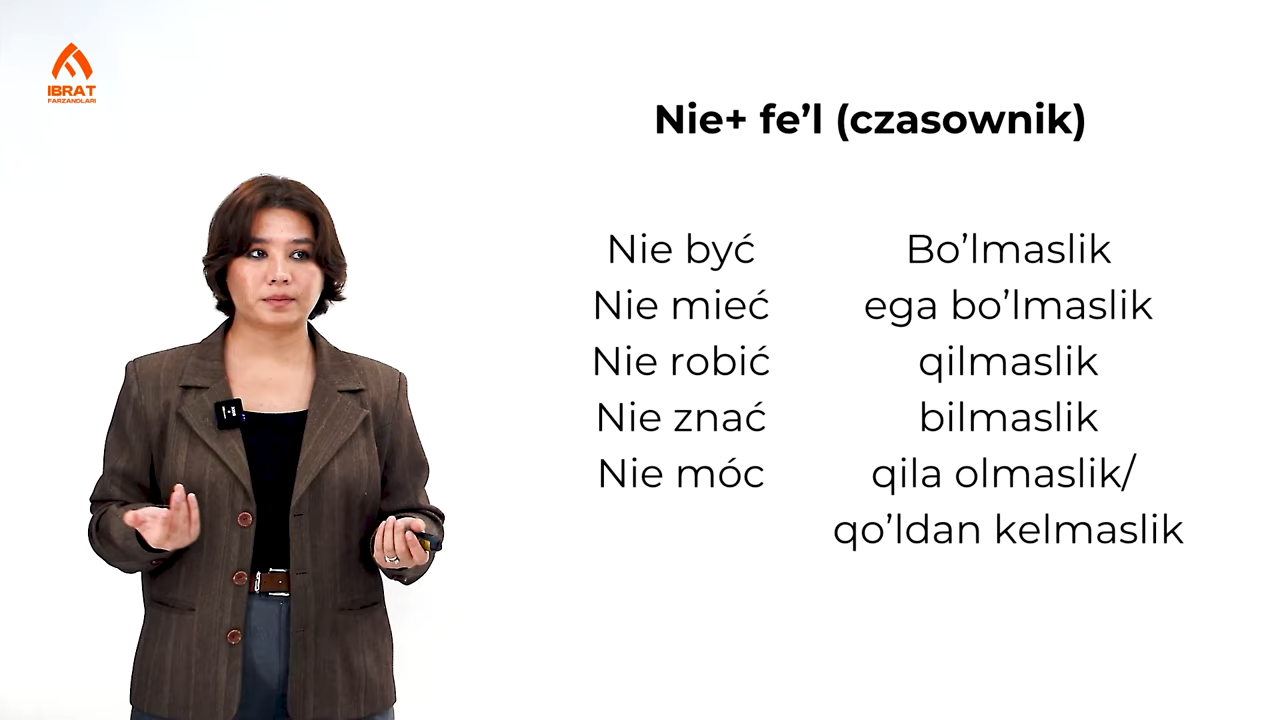 IBRAT
FARZANDLARI
Nie+ fe’l (czasownik)
Nie być Bo’lmaslik
Nie mieć ega bo’lmaslik
Nie robić qilmaslik
Nie znać bilmaslik
Nie móc qila olmaslik/
qo’ldan kelmaslik